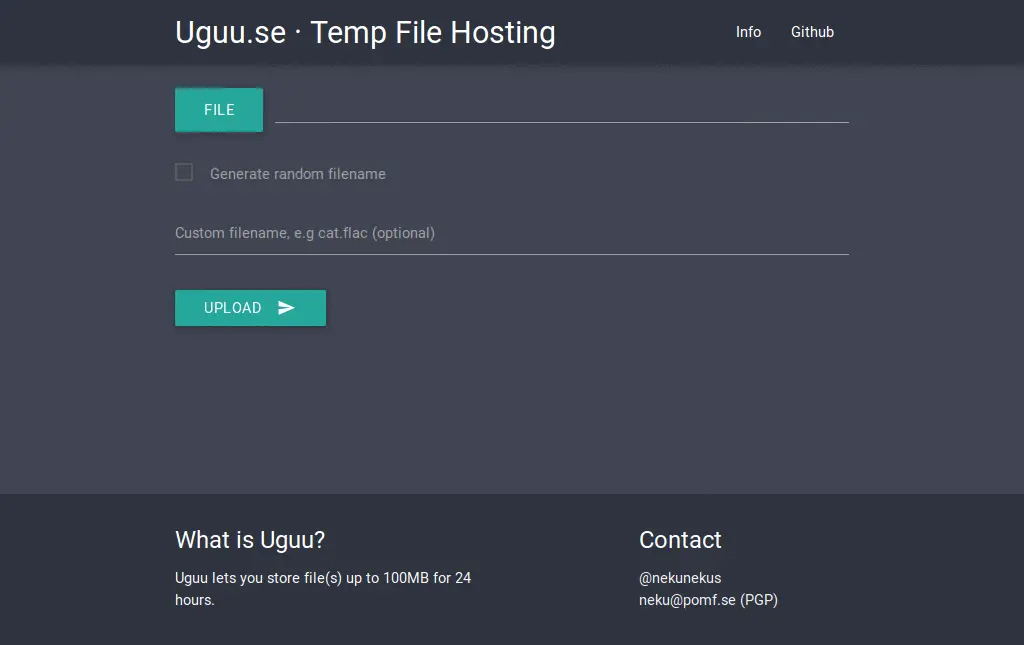 Uguu.se · Temp File Hosting
Info
Github
FILE
Generate random filename
Custom filename, e.g cat.flac (optional)
UPLOAD
What is Uguu?
Uguu lets you store file(s) up to 100MB for 24
hours.
Contact
@nekunekus
neku@pomf.se (PGP)